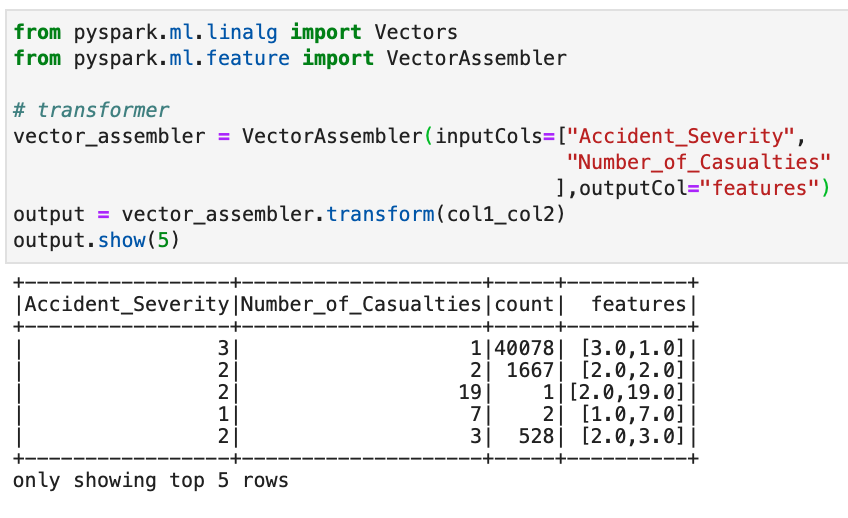 from pyspark.ml.linalg import Vectors
from pyspark.ml.feature import VectorAssembler
# transformer
vector_assembler = VectorAssembler(inputCols=["Accident_Severity",
"Number_of_Casualties"
],outputCol="features")
output = vector_assembler.transform(col1_col2)
output.show(5)
+-----------------+--------------------+-----+----------+
|Accident_Severity|Number_of_Casualties|count|  features|
+-----------------+--------------------+-----+----------+
|                3|                   1|40078| [3.0,1.0]|
|                2|                   2| 1667| [2.0,2.0]|
|                2|                  19|    1|[2.0,19.0]|
|                1|                   7|    2| [1.0,7.0]|
|                2|                   3|  528| [2.0,3.0]|
+-----------------+--------------------+-----+----------+
only showing top 5 rows